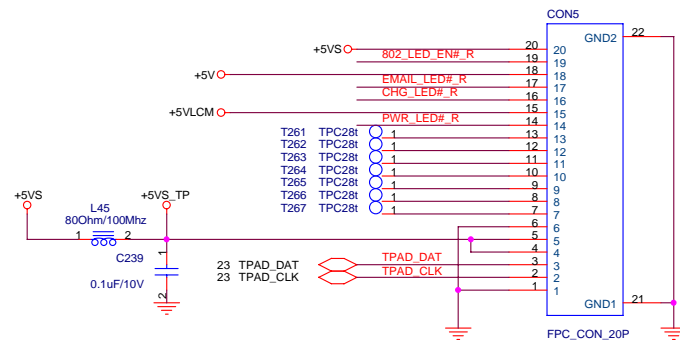 CON5
+5VS 20 20 GND2 22
802_LED_EN#_R 19 19
+5V 18 18
EMAIL_LED#_R 17 17
CHG_LED#_R 16 16
+5VLCM 15 15
PWR_LED#_R 14 14
T261 TPC28t 1 13 13
T262 TPC28t 1 12 12
T263 TPC28t 1 11 11
T264 TPC28t 1 10 10
T265 TPC28t 1 9 9
T266 TPC28t 1 8 8
T267 TPC28t 1 7 7
6 6
+5VS +5VS_TP
L45
80Ohm/100Mhz
1 2 5 5
1 4 4
C239
23 TPAD_DAT TPAD_DAT 3 3
23 TPAD_CLK TPAD_CLK 2 2
0.1uF/10V
1 1
2
GND1 21
FPC_CON_20P